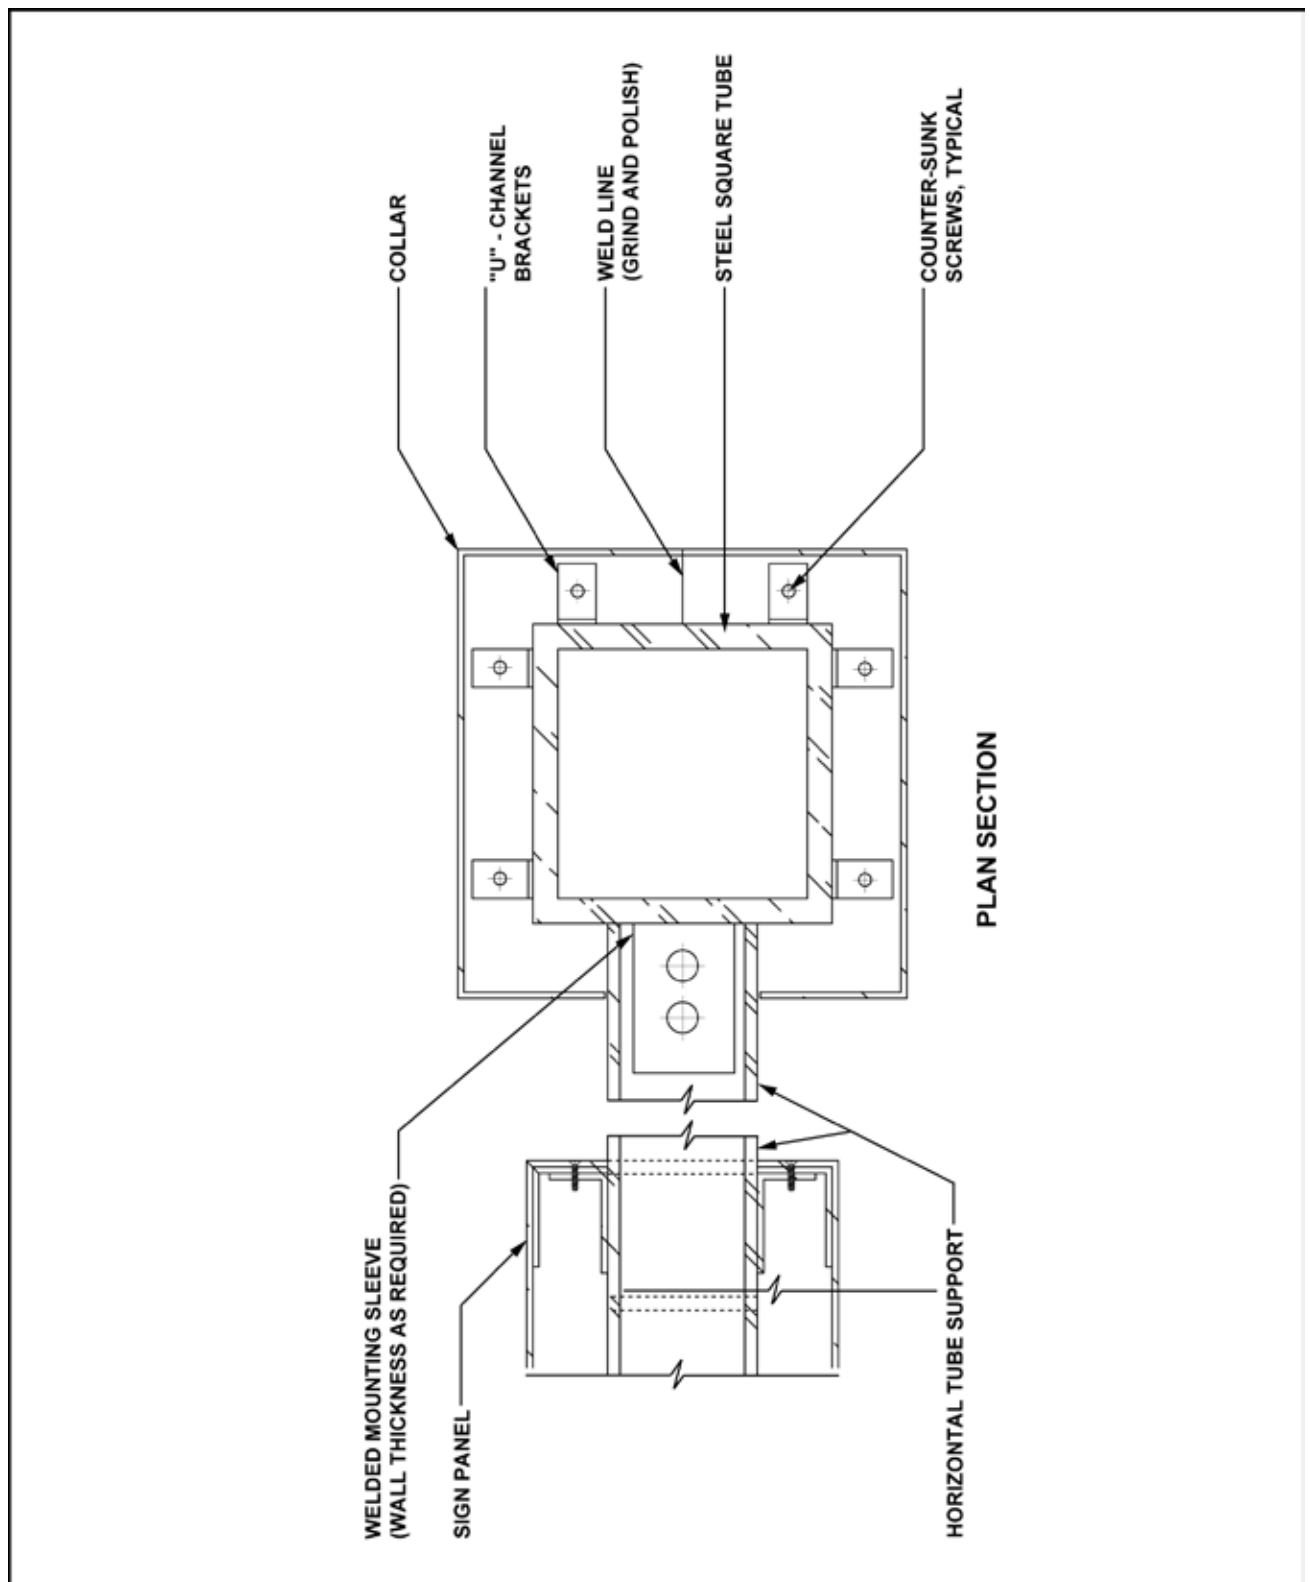 WELDED MOUNTING SLEEVE
(WALL THICKNESS AS REQUIRED)
SIGN PANEL
COLLAR
"U" - CHANNEL
BRACKETS
WELD LINE
(GRIND AND POLISH)
STEEL SQUARE TUBE
COUNTER-SUNK
SCREWS, TYPICAL
HORIZONTAL TUBE SUPPORT
PLAN SECTION